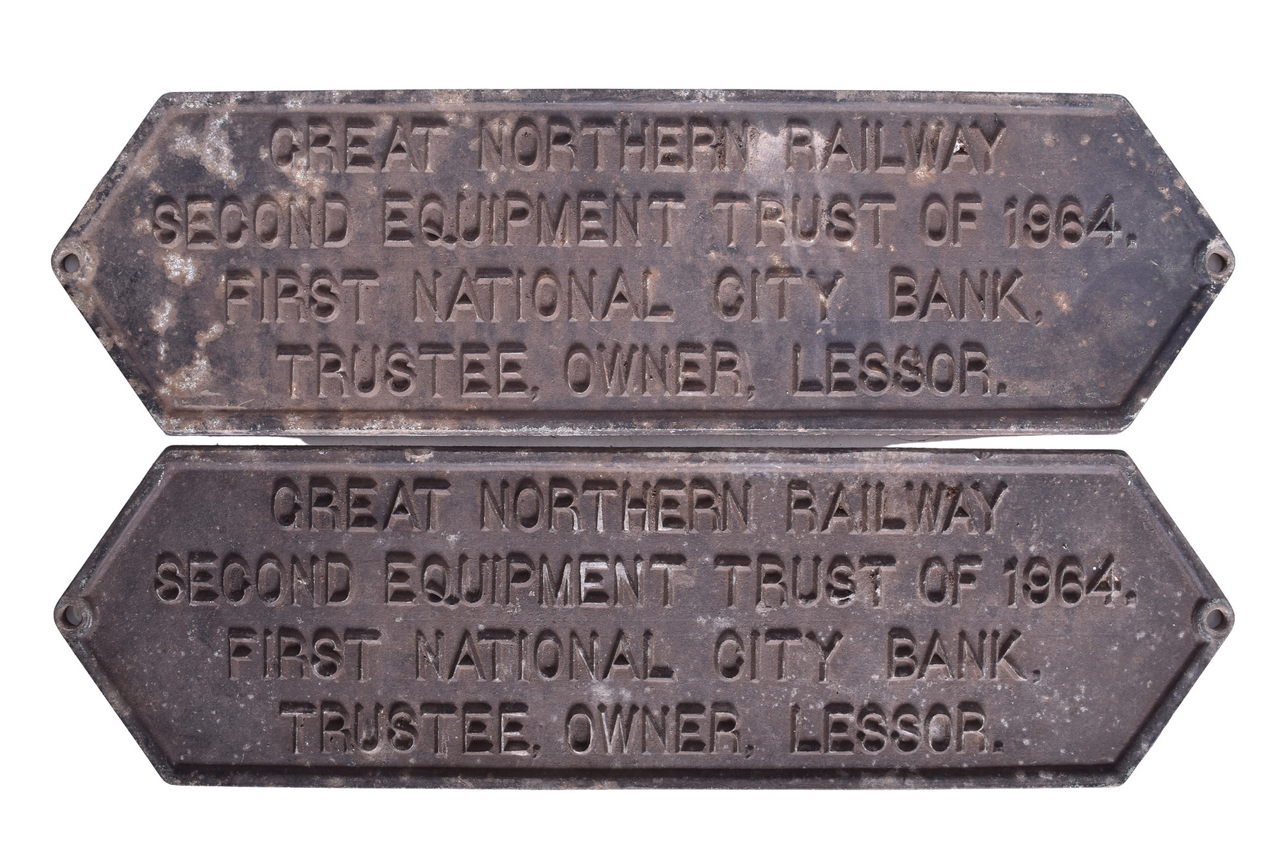 GREAT NORTHERN RAILWAY
SECOND EQUIPMENT TRUST OF 1964.
FIRST NATIONAL CITY BANK,
TRUSTEE, OWNER, LESSOR.
GREAT NORTHERN RAILWAY
SECOND EQUIPMENT TRUST OF 1964.
FIRST NATIONAL CITY BANK,
TRUSTEE, OWNER, LESSOR.